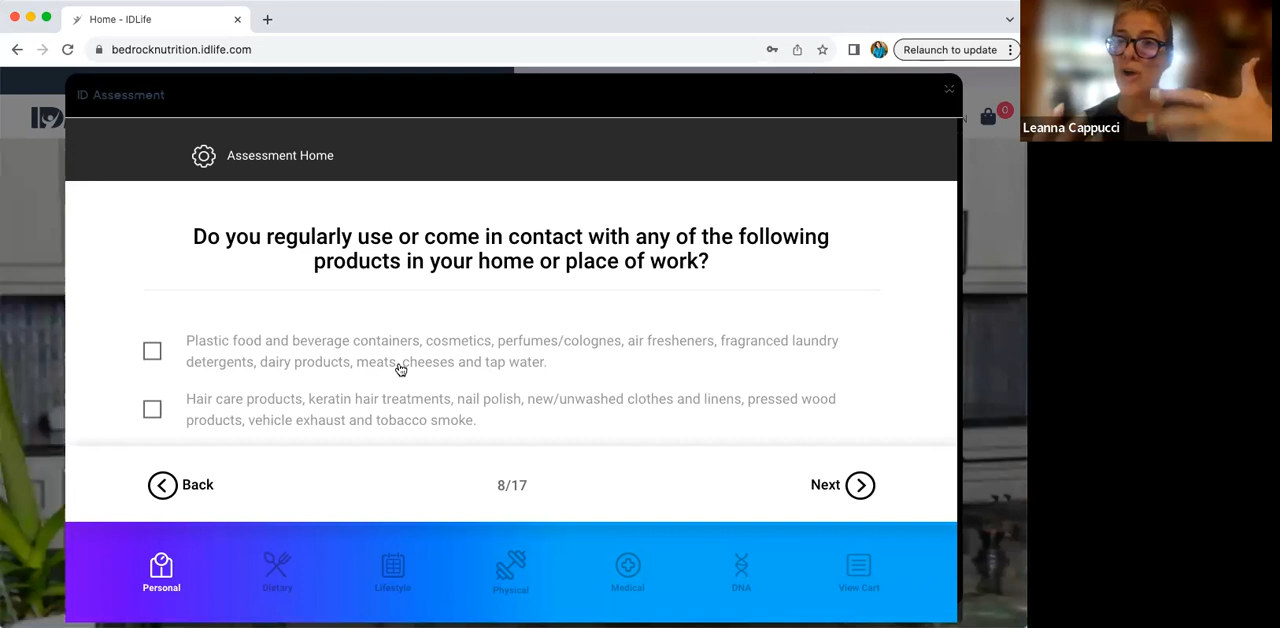 Home - IDLife
bedrocknutrition.idlife.com
Relaunch to update
ID Assessment
ID
N
0
Leanna Cappucci
Assessment Home
Do you regularly use or come in contact with any of the following
products in your home or place of work?
Plastic food and beverage containers, cosmetics, perfumes/colognes, air fresheners, fragranced laundry
detergents, dairy products, meats, cheeses and tap water.
Hair care products, keratin hair treatments, nail polish, new/unwashed clothes and linens, pressed wood
products, vehicle exhaust and tobacco smoke.
Back
8/17
Next
Personal
Dietary
Lifestyle
Physical
Medical
DNA
View Cart